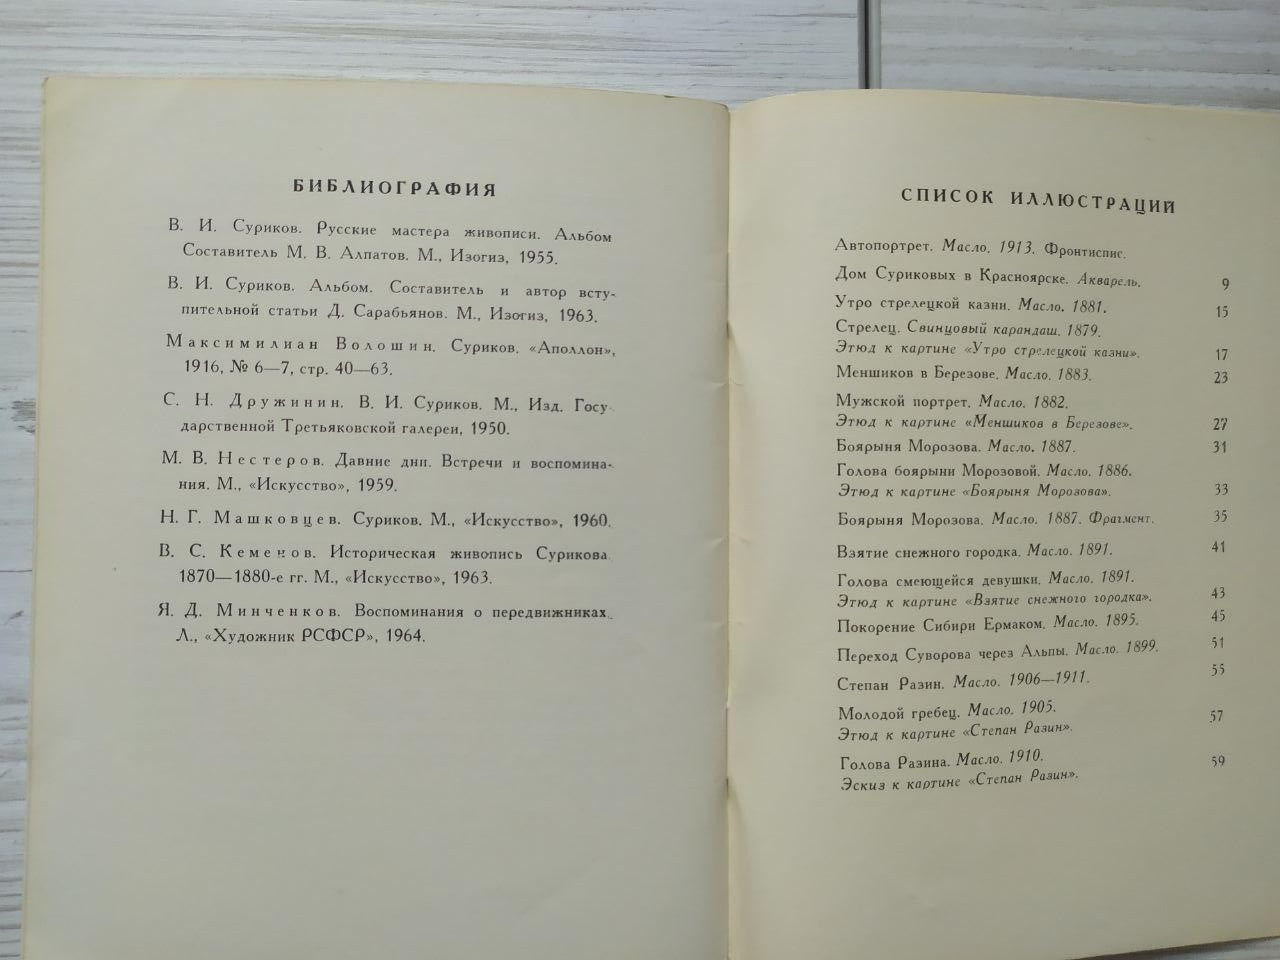 БИБЛИОГРАФИЯ
В. И. Суриков. Русские мастера живописи. Альбом
Составитель М. В. Алпатов. М., Изогиз, 1955.
В. И. Суриков. Альбом. Составитель и автор всту-
пительной статьи Д. Сарабьянов. М., Изогиз, 1963.
Максимилиан Волошин. Суриков. «Аполлон»,
1916, № 6—7, стр. 40—63.
С. Н. Дружинин. В. И. Суриков. М., Изд. Госу-
дарственной Третьяковской галереи, 1950.
М. В. Нестеров. Давние дни. Встречи и воспомина-
ния. М., «Искусство», 1959.
Н. Г. Машковцев. Суриков. М., «Искусство», 1960.
В. С. Кеменов. Историческая живопись Сурикова
1870—1880-е гг. М., «Искусство», 1963.
Я. Д. Минченков. Воспоминания о передвижниках.
Л., «Художник РСФСР», 1964.
СПИСОК ИЛЛЮСТРАЦИЙ
Автопортрет. Масло. 1913. Фронтиспис.
Дом Суриковых в Красноярске. Акварель. 9
Утро стрелецкой казни. Масло. 1881. 15
Стрелец. Свинцовый карандаш. 1879.
Этюд к картине «Утро стрелецкой казни». 17
Меншиков в Березове. Масло. 1883. 23
Мужской портрет. Масло. 1882.
Этюд к картине «Меншиков в Березове». 27
Боярыня Морозова. Масло. 1887. 31
Голова боярыни Морозовой. Масло. 1886.
Этюд к картине «Боярыня Морозова». 33
Боярыня Морозова. Масло. 1887. Фрагмент. 35
Взятие снежного городка. Масло. 1891. 41
Голова смеющейся девушки. Масло. 1891.
Этюд к картине «Взятие снежного городка». 43
Покорение Сибири Ермаком. Масло. 1895. 45
Переход Суворова через Альпы. Масло. 1899. 51
Степан Разин. Масло. 1906—1911. 55
Молодой гребец. Масло. 1905.
Этюд к картине «Степан Разин». 57
Голова Разина. Масло. 1910. 59
Эскиз к картине «Степан Разин».